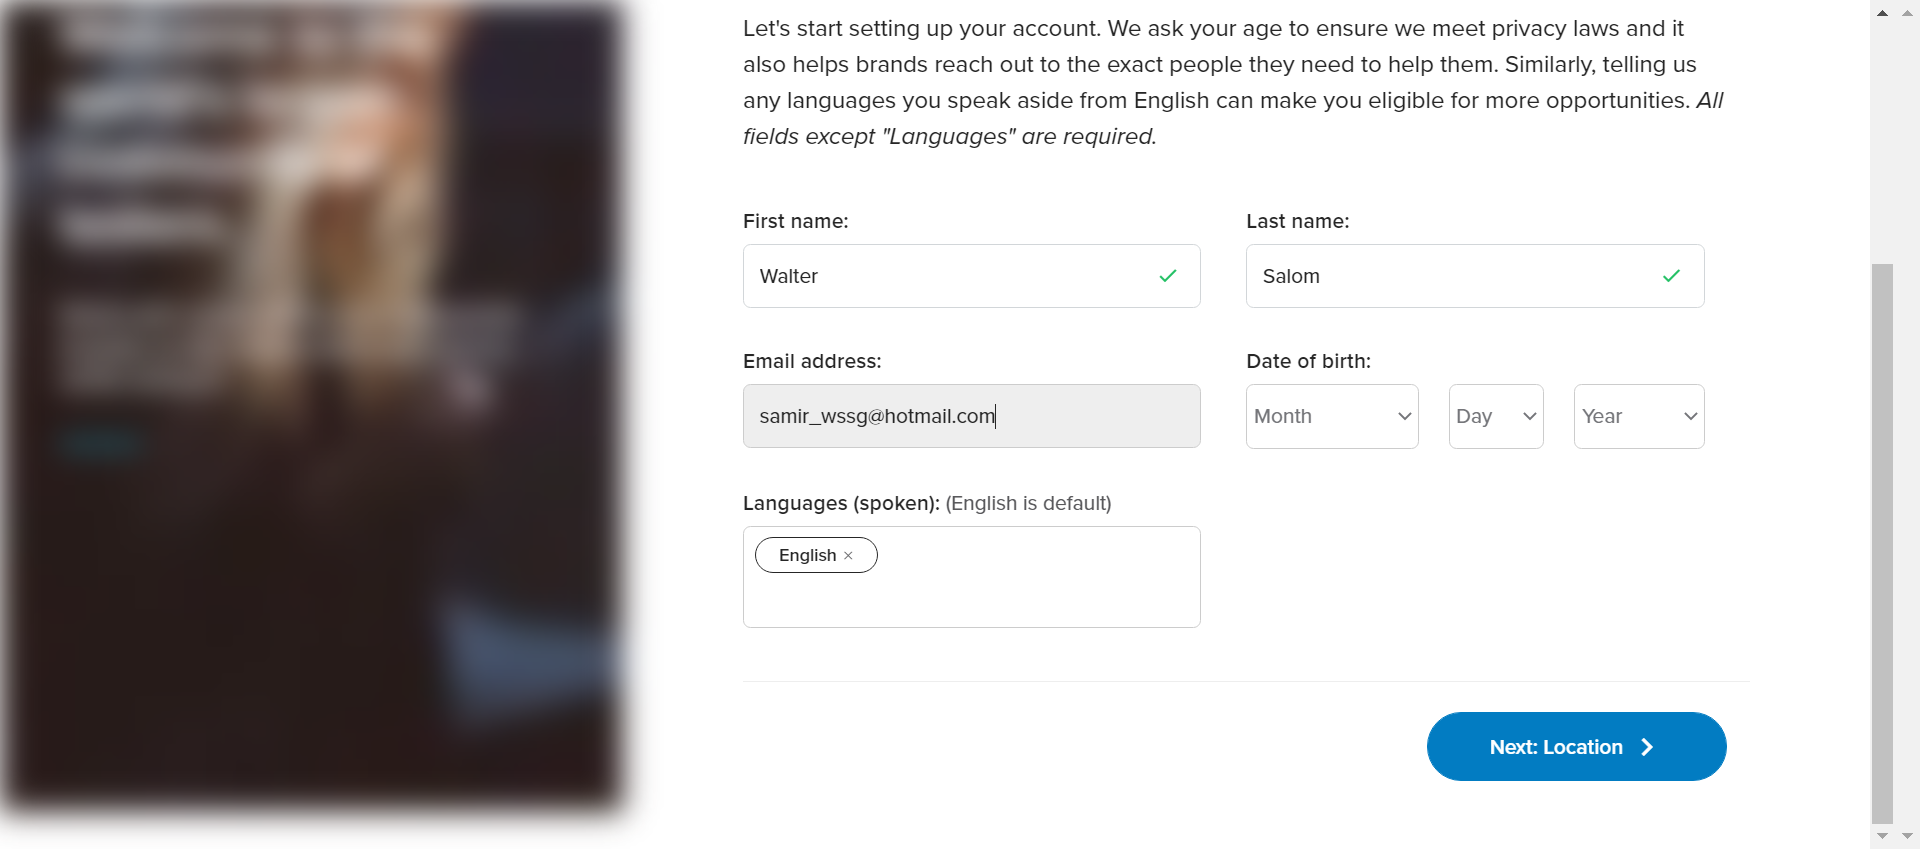 Let's start setting up your account. We ask your age to ensure we meet privacy laws and it
also helps brands reach out to the exact people they need to help them. Similarly, telling us
any languages you speak aside from English can make you eligible for more opportunities. All
fields except "Languages" are required.
First name:
Last name:
Walter
Salom
Email address:
Date of birth:
samir_wssg@hotmail.com
Month
Day
Year
Languages (spoken): (English is default)
English ×
Next: Location